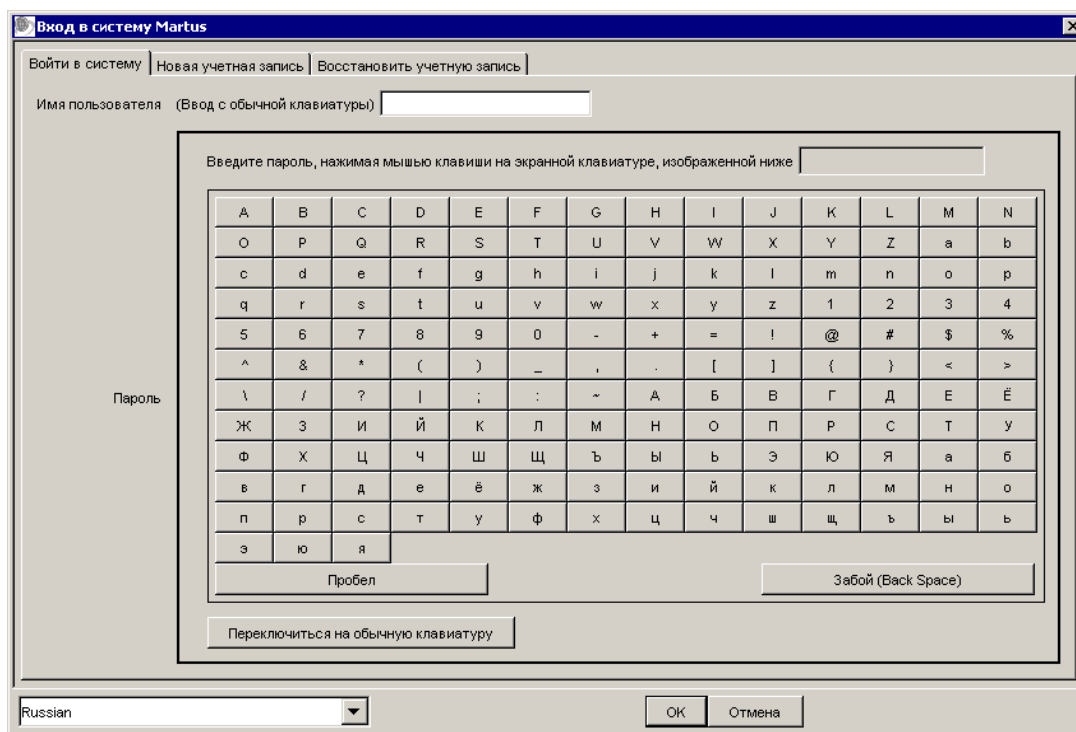 Вход в систему Martus
Войти в систему Новая учетная запись Восстановить учетную запись
Имя пользователя (Ввод с обычной клавиатуры)
Введите пароль, нажимая мышью клавиши на экранной клавиатуре, изображенной ниже
A B C D E F G H I J K L M N
O P Q R S T U V W X Y Z a b
c d e f g h i j k l m n o p
q r s t u v w x y z 1 2 3 4
5 6 7 8 9 0 - + = ! @ # $ %
^ & * ( ) _ , . [ ] { } < >
\ / ? | ; : ~ А Б В Г Д Е Ё
Пароль
Ж З И Й К Л М Н О П Р С Т У
Ф Х Ц Ч Ш Щ Ъ Ы Ь Э Ю Я а б
в г д е ё ж з и й к л м н о
п р с т у ф х ц ч ш щ ъ ы ь
э ю я
Пробел Забой (Back Space)
Переключиться на обычную клавиатуру
Russian OK Отмена